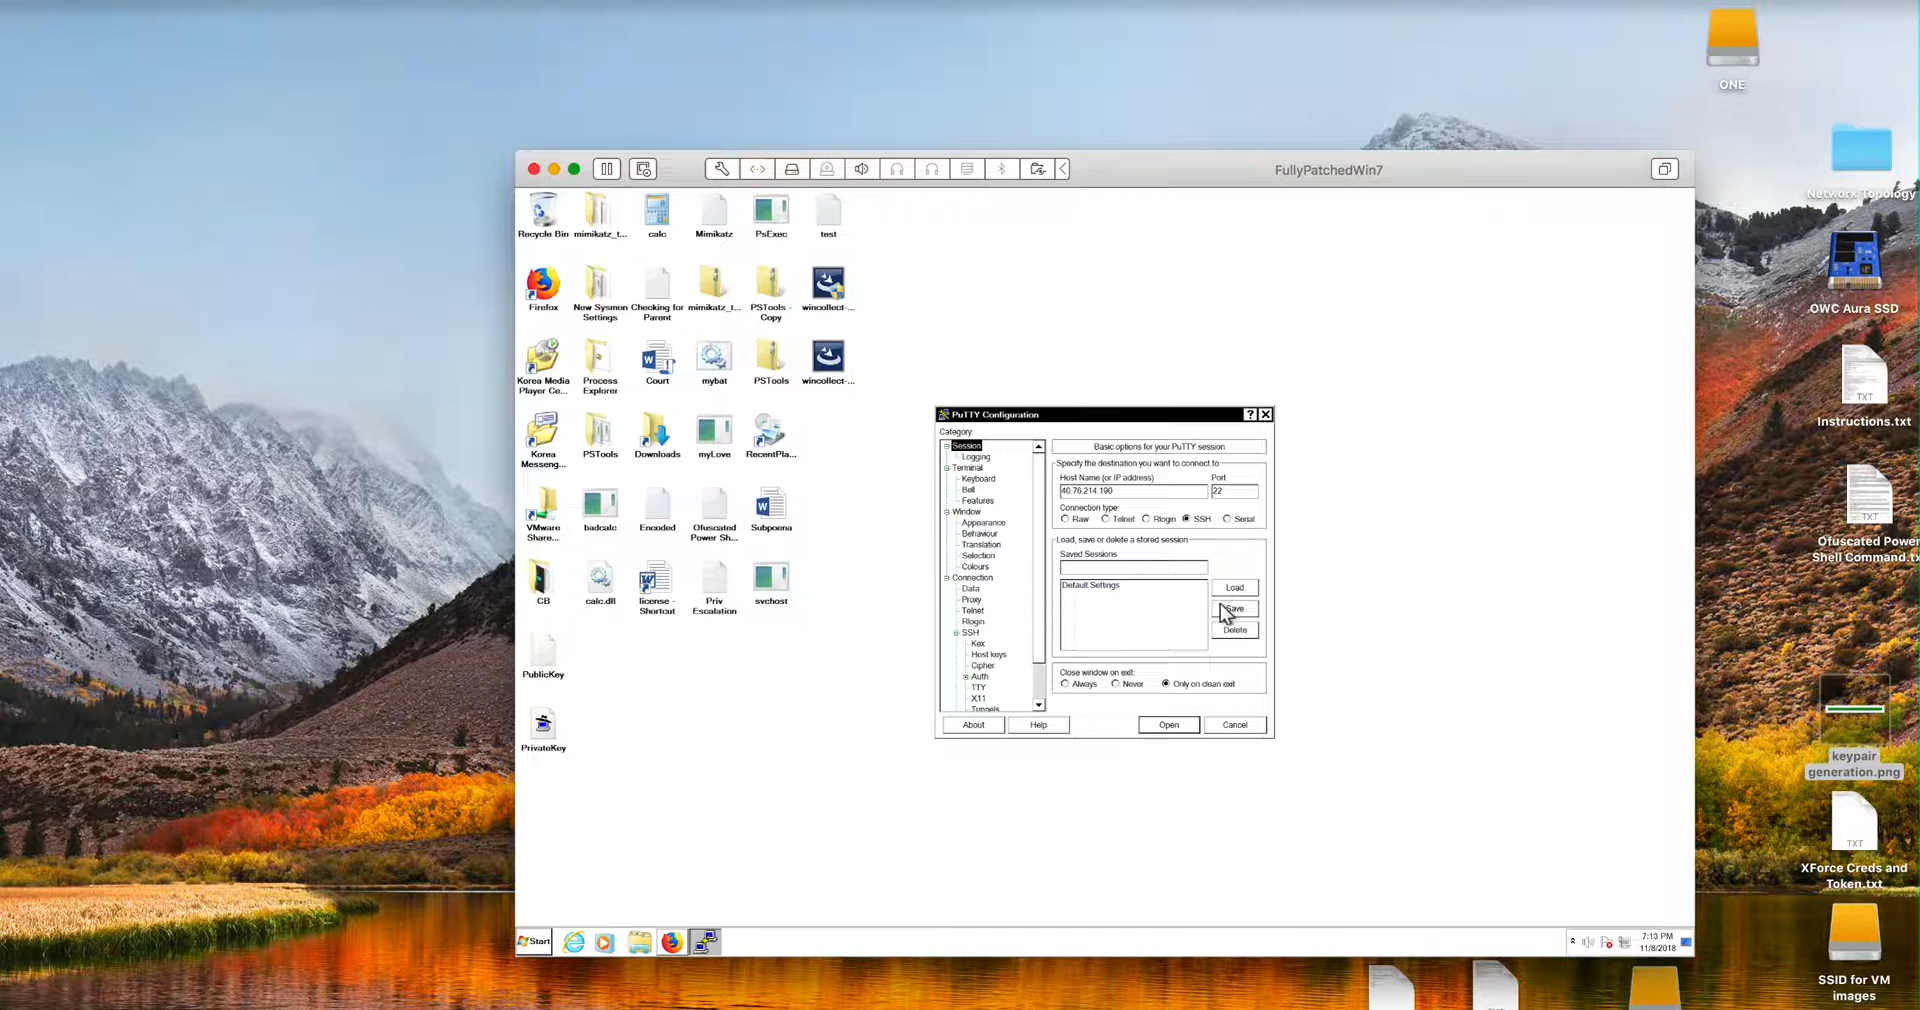 ONE
Network Topology
OWC Aura SSD
TXT
Instructions.txt
TXT
Ofuscated Power
Shell Command.tx
keypair
generation.png
TXT
XForce Creds and
Token.txt
SSID for VM
images
FullyPatchedWin7
Recycle Bin
mimikatz_t...
calc
Mimikatz
PsExec
test
Firefox
New Sysmon
Settings
Checking for
Parent
mimikatz_t...
PSTools -
Copy
wincollect-...
Korea Media
Player Ce...
Process
Explorer
Court
mybat
PSTools
wincollect-...
Korea
Messeng...
PSTools
Downloads
myLove
RecentPla...
VMware
Share...
badcalc
Encoded
Ofuscated
Power Sh...
Subpoena
CB
calc.dll
license -
Shortcut
Priv
Escalation
svchost
PublicKey
PrivateKey
PuTTY Configuration
Category:
Session
Logging
Terminal
Keyboard
Bell
Features
Window
Appearance
Behaviour
Translation
Selection
Colours
Connection
Data
Proxy
Telnet
Rlogin
SSH
Kex
Host keys
Cipher
Auth
TTY
X11
Tunnels
Basic options for your PuTTY session
Specify the destination you want to connect to
Host Name (or IP address) Port
40.76.214.190 22
Connection type:
Raw Telnet Rlogin SSH Serial
Load, save or delete a stored session
Saved Sessions
Default Settings
Load
Save
Delete
Close window on exit:
Always Never Only on clean exit
About Help Open Cancel
Start
7:13 PM
11/8/2018